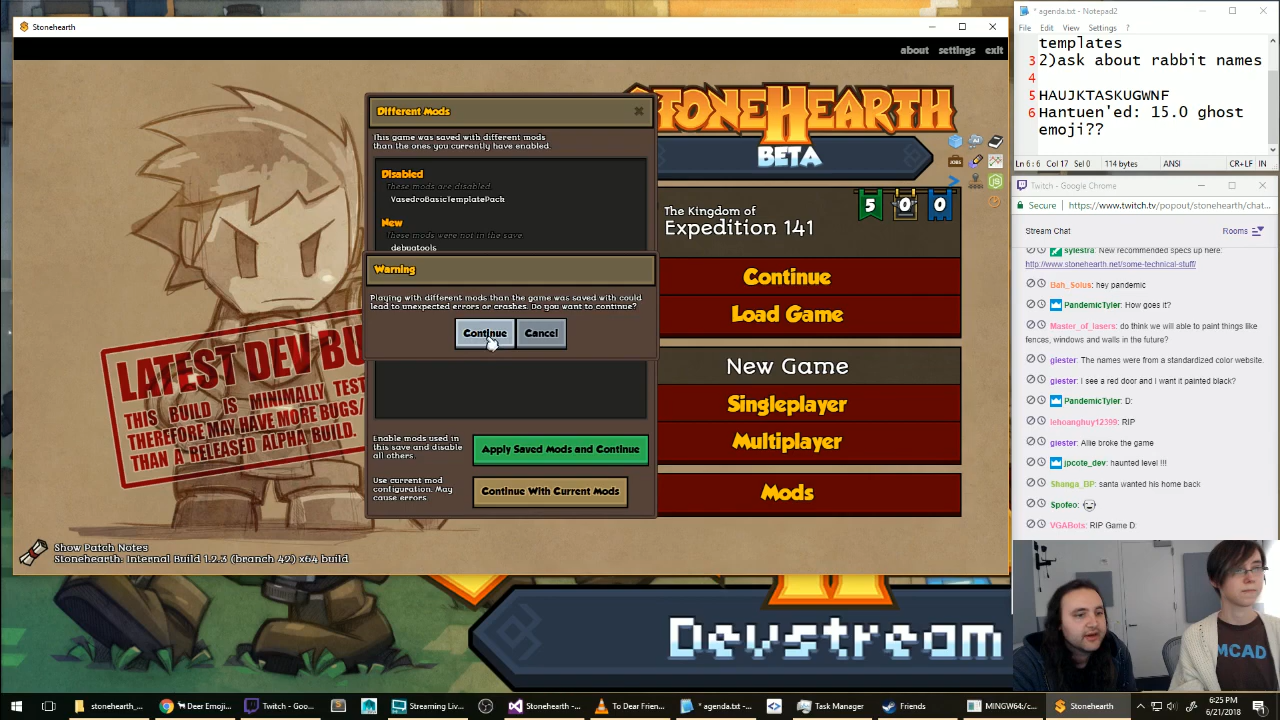 Stonehearth
about settings exit
STONEHEARTH
BETA
LATEST DEV BU
THIS BUILD IS MINIMALLY TEST
THEREFORE MAY HAVE MORE BUGS/
THAN A RELEASED ALPHA BUILD.
Show Patch Notes
Stonehearth: Internal Build 1.2.3 (branch 42) x64 build
Different Mods
This game was saved with different mods
than the ones you currently have enabled.
Disabled
These mods are disabled.
VasedroBasicTemplatePack
New
These mods were not in the save.
debugtools
Warning
Playing with different mods than the game was saved with could
lead to unexpected errors or crashes. Do you want to continue?
Continue Cancel
Enable mods used in
this save and disable
all others.
Apply Saved Mods and Continue
Use current mod
configuration. May
cause errors.
Continue With Current Mods
The Kingdom of
Expedition 141
5 0 0
JOBS
Continue
Load Game
New Game
Singleplayer
Multiplayer
Mods
Devstream
* agenda.txt - Notepad2
File Edit View Settings ?
templates
3 2)ask about rabbit names
4
5 HAUJKTASKUGWNF
6 Hantuen'ed: 15.0 ghost
emoji??
Ln 6:6 Col 17 Sel 0 114 bytes ANSI CR+LF IN
Twitch - Google Chrome
Secure https://www.twitch.tv/popout/stonehearth/chat...
Stream Chat Rooms
sylestra: New recommended specs up here:
http://www.stonehearth.net/some-technical-stuff/
Bah_Solus: hey pandemic
PandemicTyler: How goes it?
Master_of_lasers: do think we will able to paint things like
fences, windows and walls in the future?
giester: The names were from a standardized color website.
giester: I see a red door and I want it painted black?
PandemicTyler: D:
lehoanghuy12399: RIP
giester: Allie broke the game
jpcote_dev: haunted level !!!
Shanga_BP: santa wanted his home back
Spofeo:
VGABots: RIP Game D:
MCAD
stonehearth_... Deer Emoji... Twitch - Goo... Streaming Liv... Stonehearth -... To Dear Frien... * agenda.txt -... Task Manager Friends MINGW64:/c... Stonehearth
6:25 PM
6/21/2018